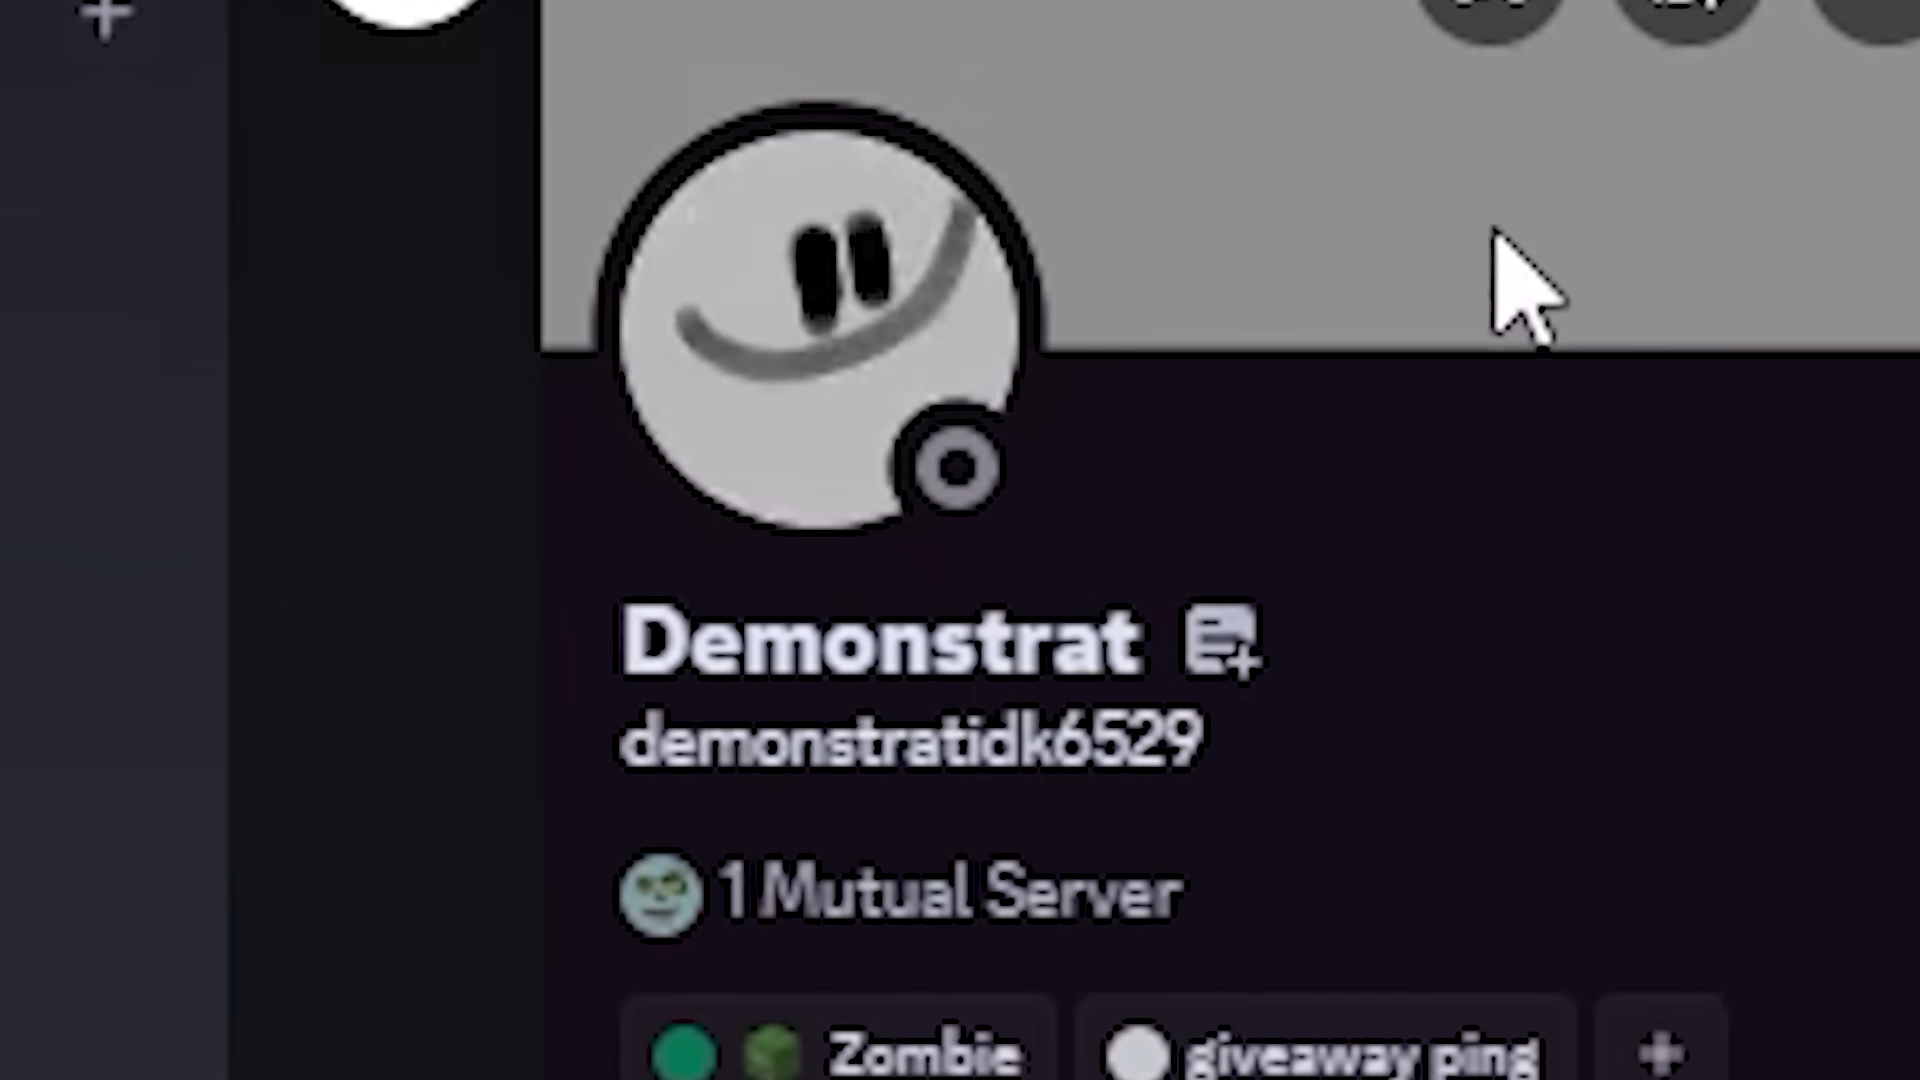 Demonstrat
demonstratidk6529
1 Mutual Server
Zombie giveaway ping +